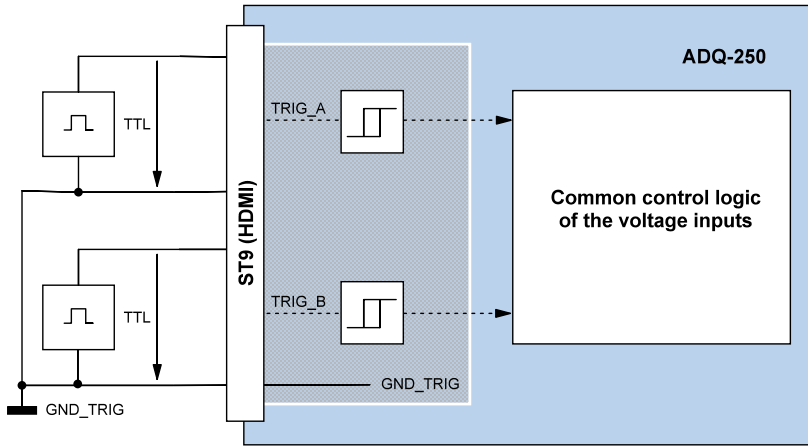 ADQ-250
TTL
TRIG_A
ST9 (HDMI)
Common control logic
of the voltage inputs
TTL
TRIG_B
GND_TRIG
GND_TRIG